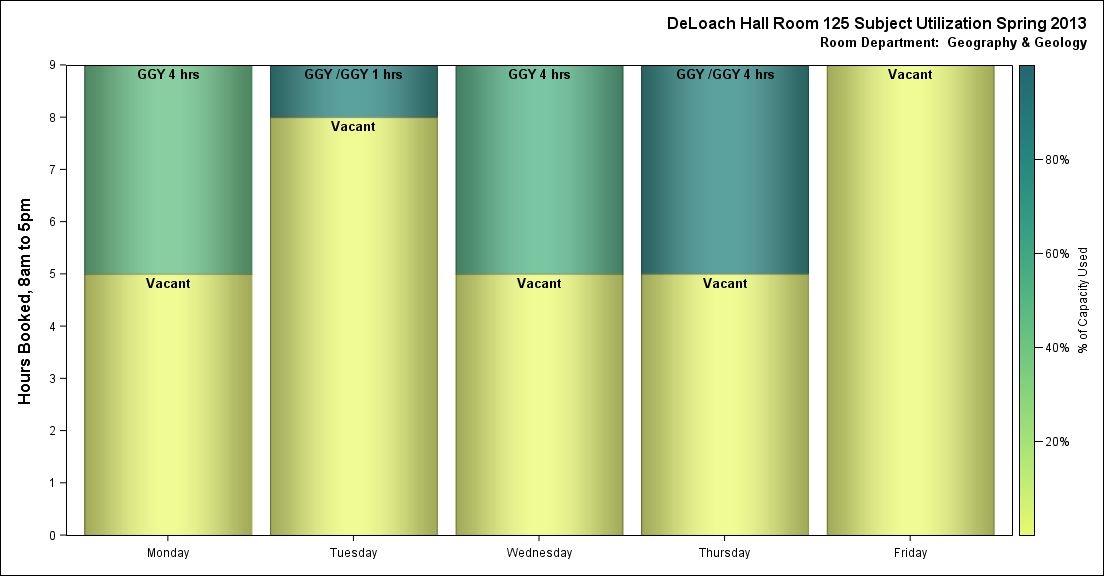 DeLoach Hall Room 125 Subject Utilization Spring 2013
Room Department: Geography & Geology
Hours Booked, 8am to 5pm
9
8
7
6
5
4
3
2
1
0
GGY 4 hrs
Vacant
GGY /GGY 1 hrs
Vacant
GGY 4 hrs
Vacant
GGY /GGY 4 hrs
Vacant
Vacant
Monday
Tuesday
Wednesday
Thursday
Friday
80%
60%
40%
20%
% of Capacity Used